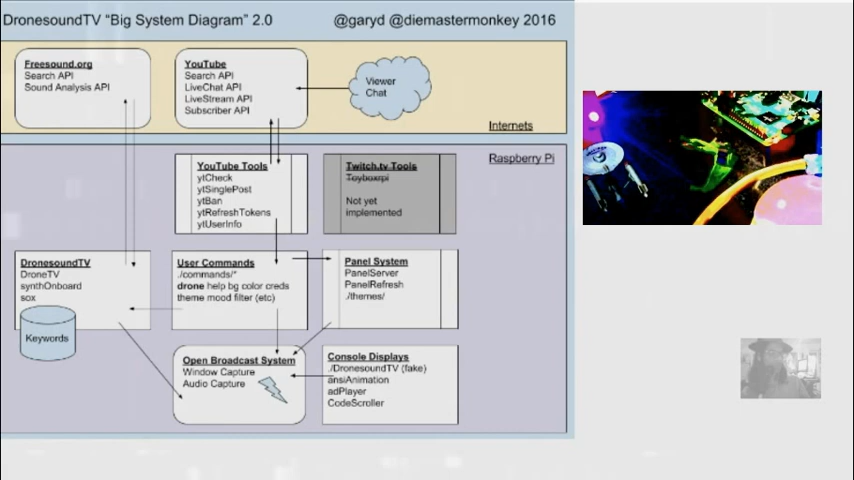 DronesoundTV “Big System Diagram” 2.0 @garyd @diemastermonkey 2016
Freesound.org
Search API
Sound Analysis API
YouTube
Search API
LiveChat API
LiveStream API
Subscriber API
Viewer
Chat
Internets
Raspberry Pi
YouTube Tools
ytCheck
ytSinglePost
ytBan
ytRefreshTokens
ytUserInfo
Twitch.tv Tools
Toyboxrpi
Not yet
implemented
DronesoundTV
DroneTV
synthOnboard
sox
Keywords
User Commands
./commands/*
drone help bg color creds
theme mood filter (etc)
Panel System
PanelServer
PanelRefresh
./themes/
Open Broadcast System
Window Capture
Audio Capture
Console Displays
./DronesoundTV (fake)
ansiAnimation
adPlayer
CodeScroller